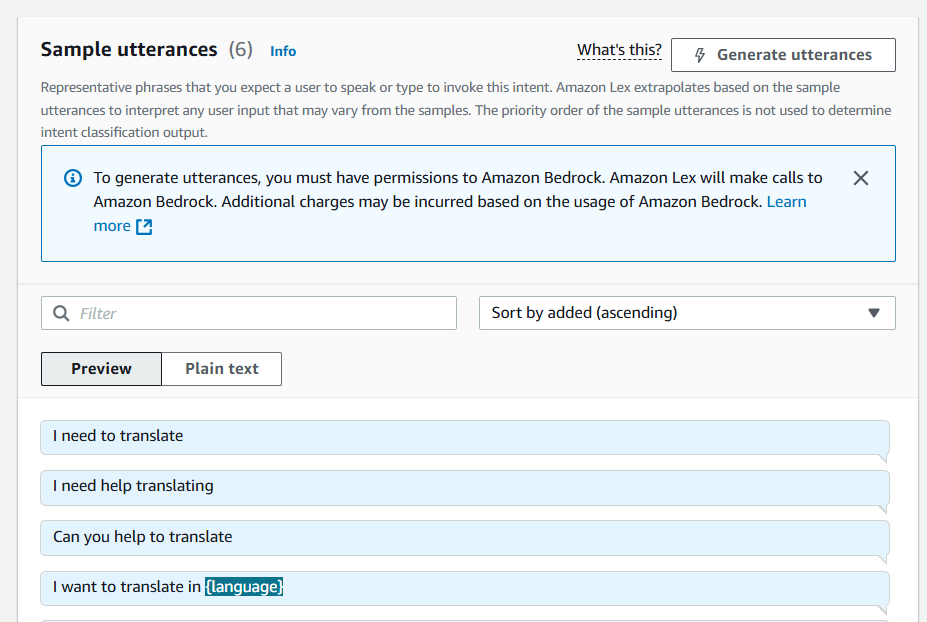 Sample utterances (6) Info
What's this?
Generate utterances
Representative phrases that you expect a user to speak or type to invoke this intent. Amazon Lex extrapolates based on the sample
utterances to interpret any user input that may vary from the samples. The priority order of the sample utterances is not used to determine
intent classification output.
To generate utterances, you must have permissions to Amazon Bedrock. Amazon Lex will make calls to
Amazon Bedrock. Additional charges may be incurred based on the usage of Amazon Bedrock. Learn
more
Filter
Sort by added (ascending)
Preview
Plain text
I need to translate
I need help translating
Can you help to translate
I want to translate in {language}